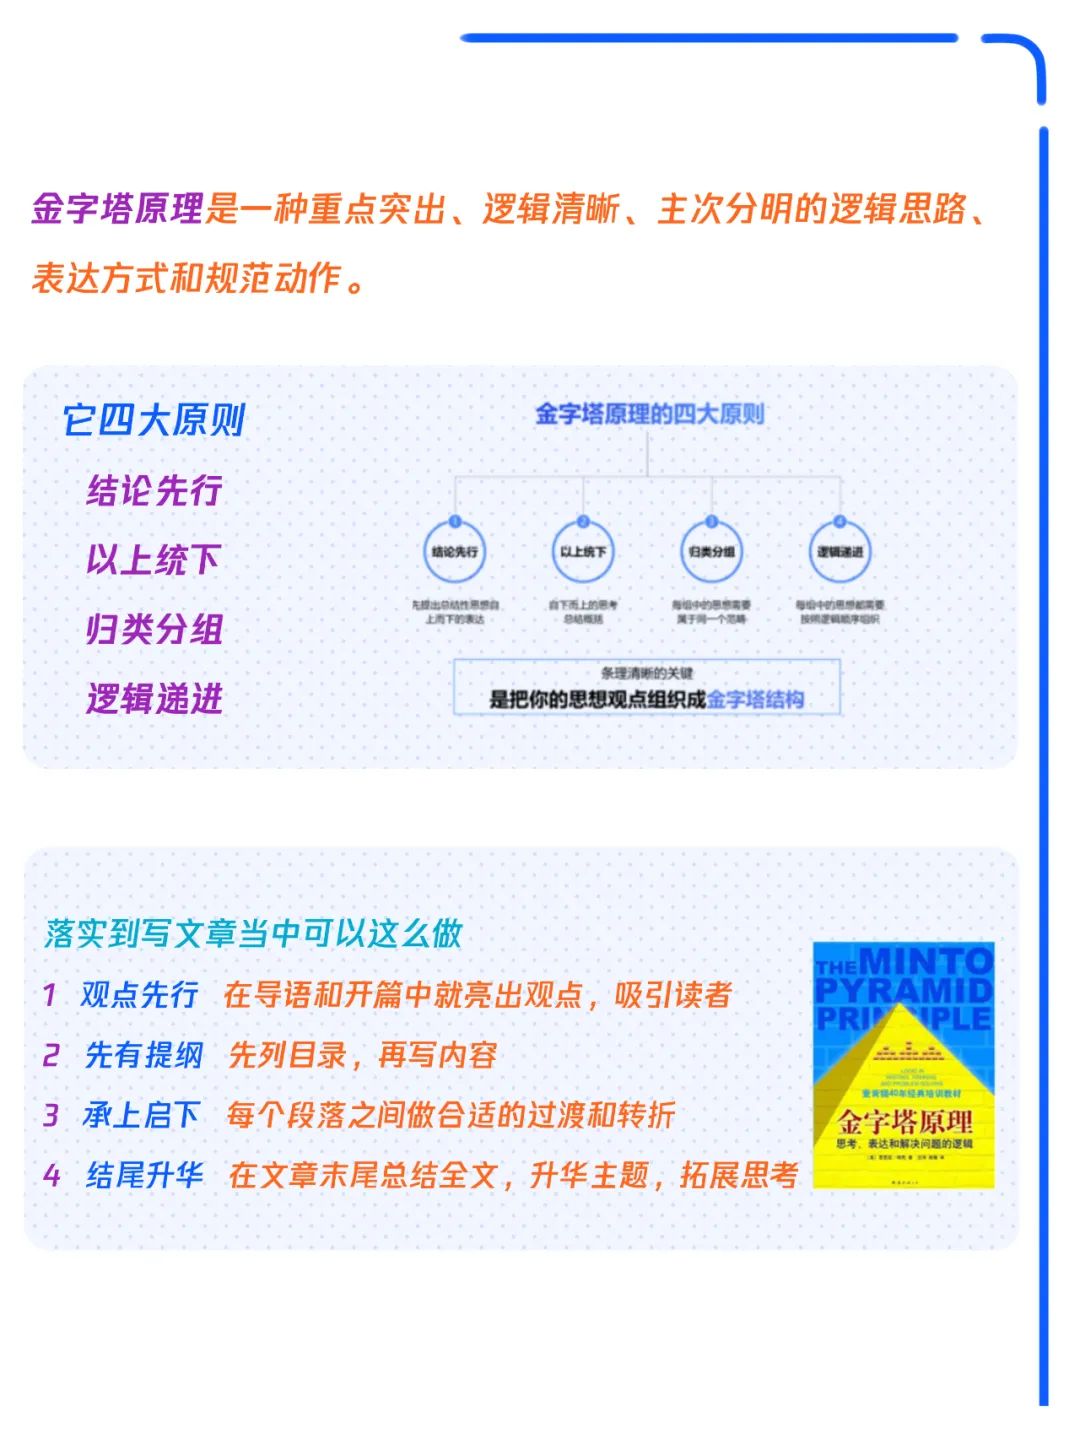 金字塔原理是一种重点突出、逻辑清晰、主次分明的逻辑思路、
表达方式和规范动作。
它四大原则
结论先行
以上统下
归类分组
逻辑递进
金字塔原理的四大原则
1 2 3 4
结论先行 以上统下 归类分组 逻辑递进
先提出总结性思想自 自下而上的思考 每组中的思想需要 每组中的思想都需要
上而下的表达 总结概括 属于同一个范畴 按照逻辑顺序组织
条理清晰的关键
是把你的思想观点组织成金字塔结构
落实到写文章当中可以这么做
1 观点先行 在导语和开篇中就亮出观点，吸引读者
2 先有提纲 先列目录，再写内容
3 承上启下 每个段落之间做合适的过渡和转折
4 结尾升华 在文章末尾总结全文，升华主题，拓展思考
THE MINTO
PYRAMID
PRINCIPLE
LOGIC IN
WRITING, THINKING
AND PROBLEM SOLVING
麦肯锡40年经典培训教材
金字塔原理
思考、表达和解决问题的逻辑